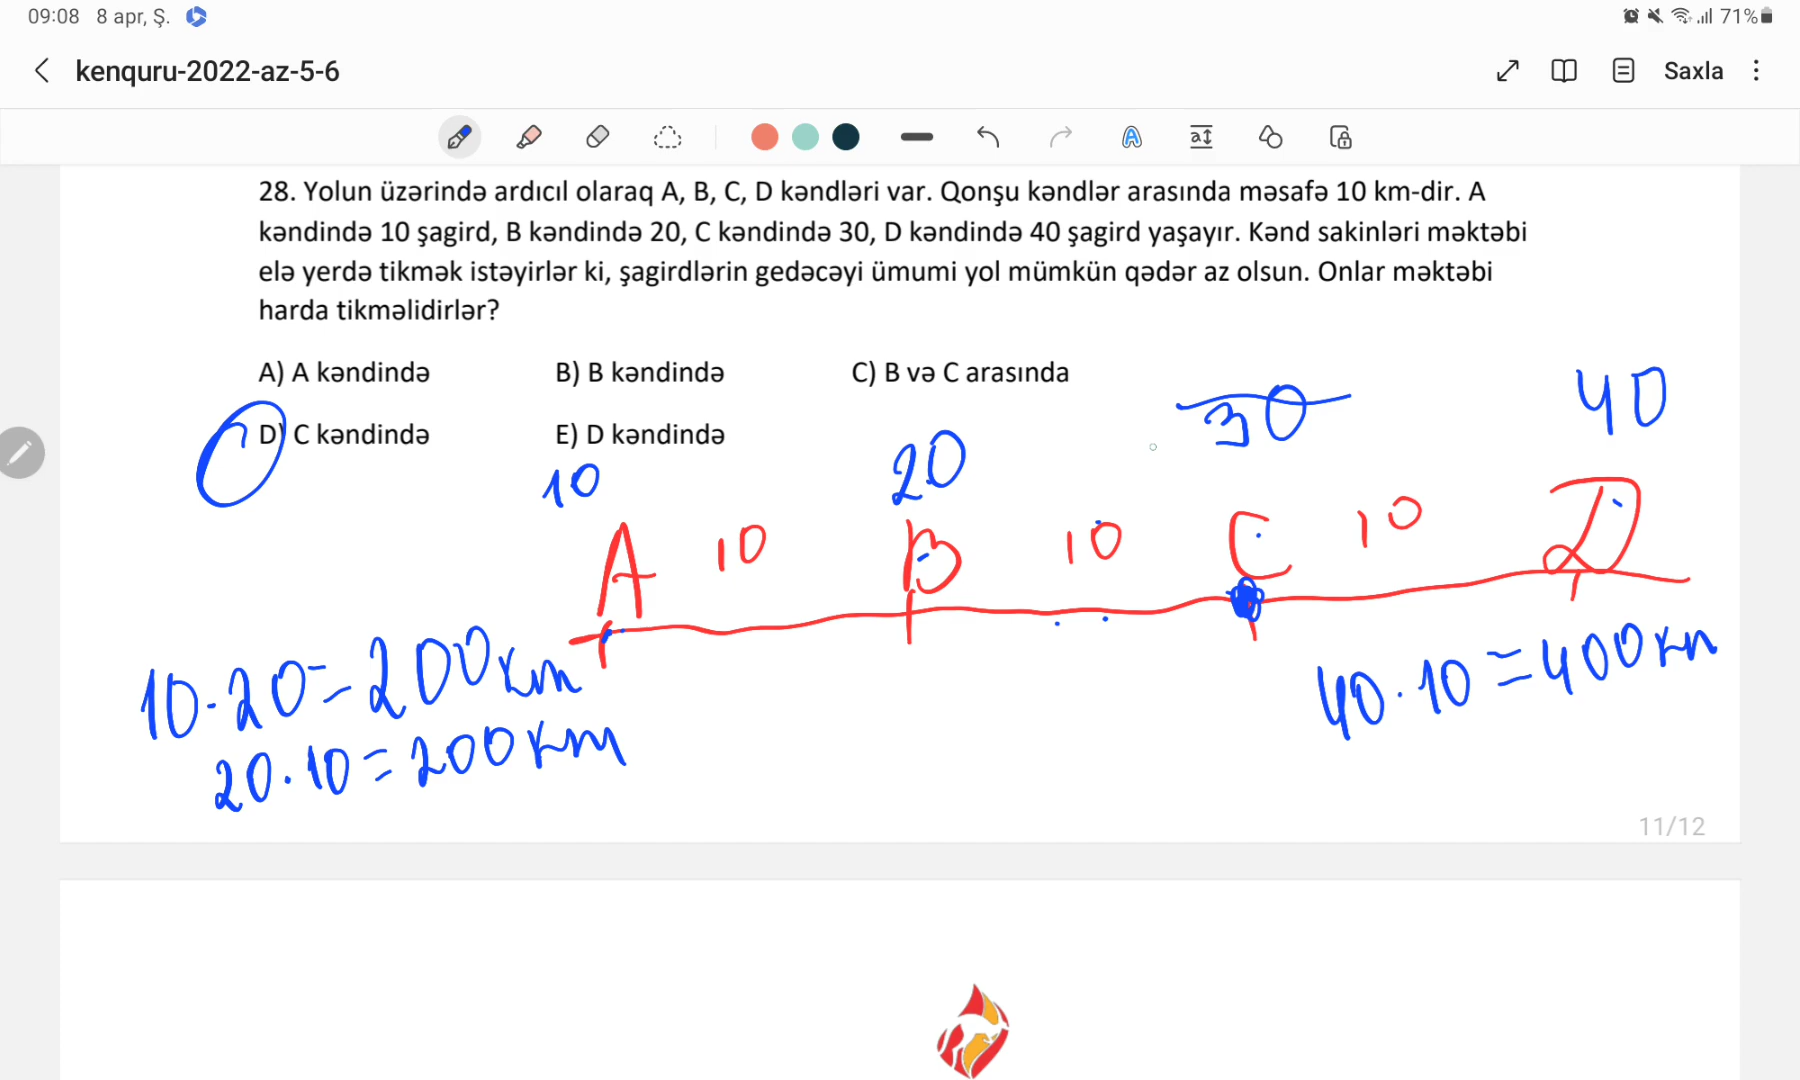 09:08 8 apr, Ş. 71%
kenquru-2022-az-5-6 Saxla
28. Yolun üzərində ardıcıl olaraq A, B, C, D kəndləri var. Qonşu kəndlər arasında məsafə 10 km-dir. A
kəndində 10 şagird, B kəndində 20, C kəndində 30, D kəndində 40 şagird yaşayır. Kənd sakinləri məktəbi
elə yerdə tikmək istəyirlər ki, şagirdlərin gedəcəyi ümumi yol mümkün qədər az olsun. Onlar məktəbi
harda tikməlidirlər?
A) A kəndində B) B kəndində C) B və C arasında
D) C kəndində E) D kəndində
10 20 30 40
A 10 B 10 C 10 D
10·20=200km
20·10=200km
40·10=400km
11/12